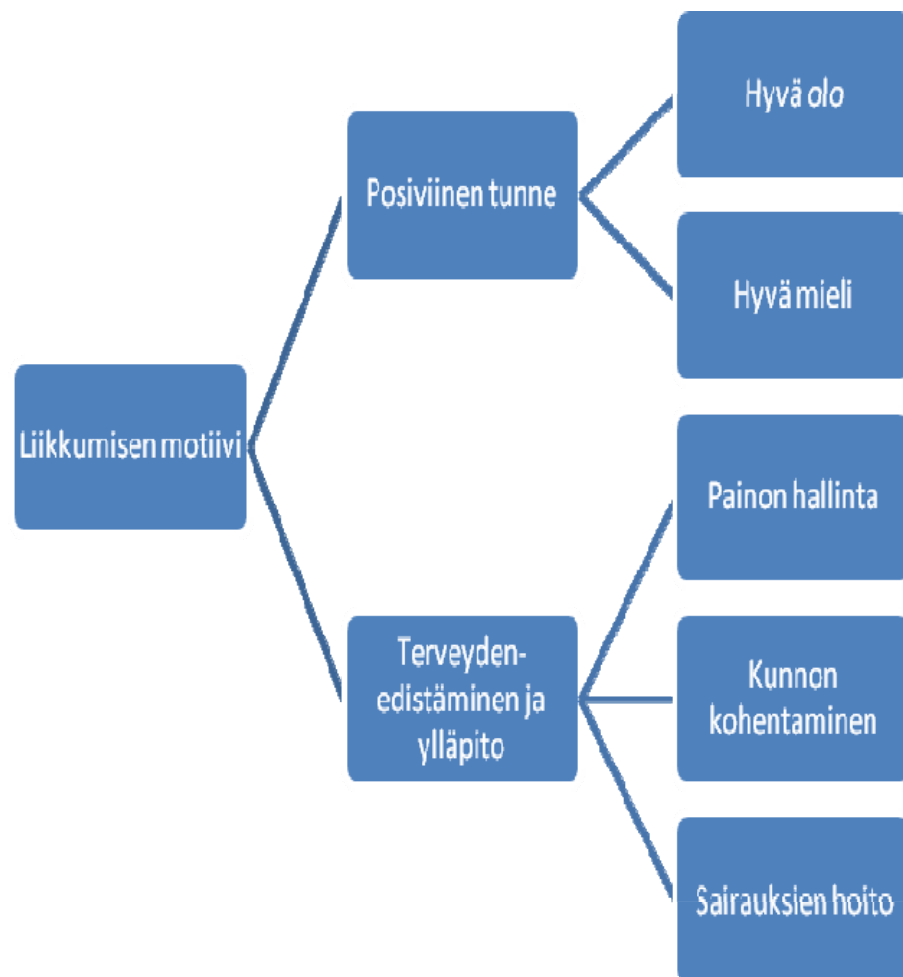 Liikkumisen motiivi
Posiviinen tunne
Hyvä olo
Hyvä mieli
Terveyden-
edistäminen ja
ylläpito
Painon hallinta
Kunnon
kohentaminen
Sairauksien hoito